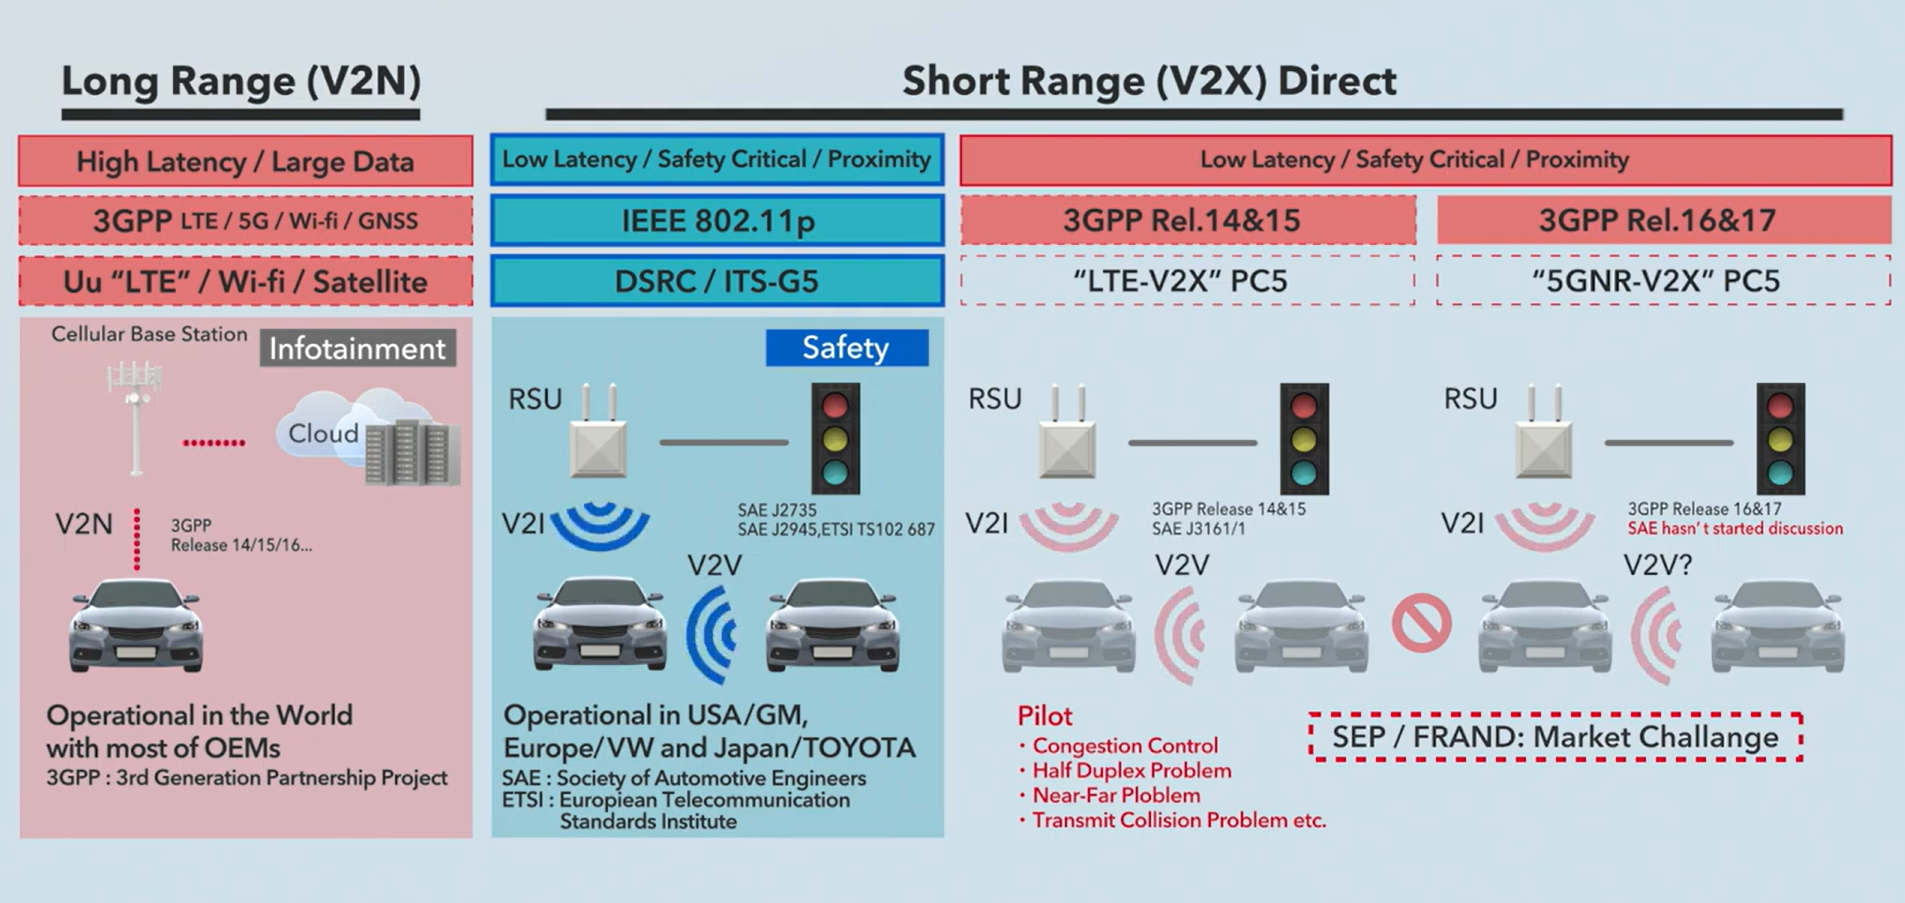 Long Range (V2N)
Short Range (V2X) Direct
High Latency / Large Data
3GPP LTE / 5G / Wi-fi / GNSS
Uu “LTE” / Wi-fi / Satellite
Cellular Base Station
Infotainment
Cloud
V2N
3GPP
Release 14/15/16...
Operational in the World
with most of OEMs
3GPP : 3rd Generation Partnership Project
Low Latency / Safety Critical / Proximity
IEEE 802.11p
DSRC / ITS-G5
Safety
RSU
V2I
SAE J2735
SAE J2945,ETSI TS102 687
V2V
Operational in USA/GM,
Europe/VW and Japan/TOYOTA
SAE : Society of Automotive Engineers
ETSI : Europiean Telecommunication
Standards Institute
Low Latency / Safety Critical / Proximity
3GPP Rel.14&15
“LTE-V2X” PC5
RSU
V2I
3GPP Release 14&15
SAE J3161/1
V2V
Pilot
・Congestion Control
・Half Duplex Problem
・Near-Far Ploblem
・Transmit Collision Problem etc.
3GPP Rel.16&17
“5GNR-V2X” PC5
RSU
V2I
3GPP Release 16&17
SAE hasn’t started discussion
V2V?
SEP / FRAND: Market Challange